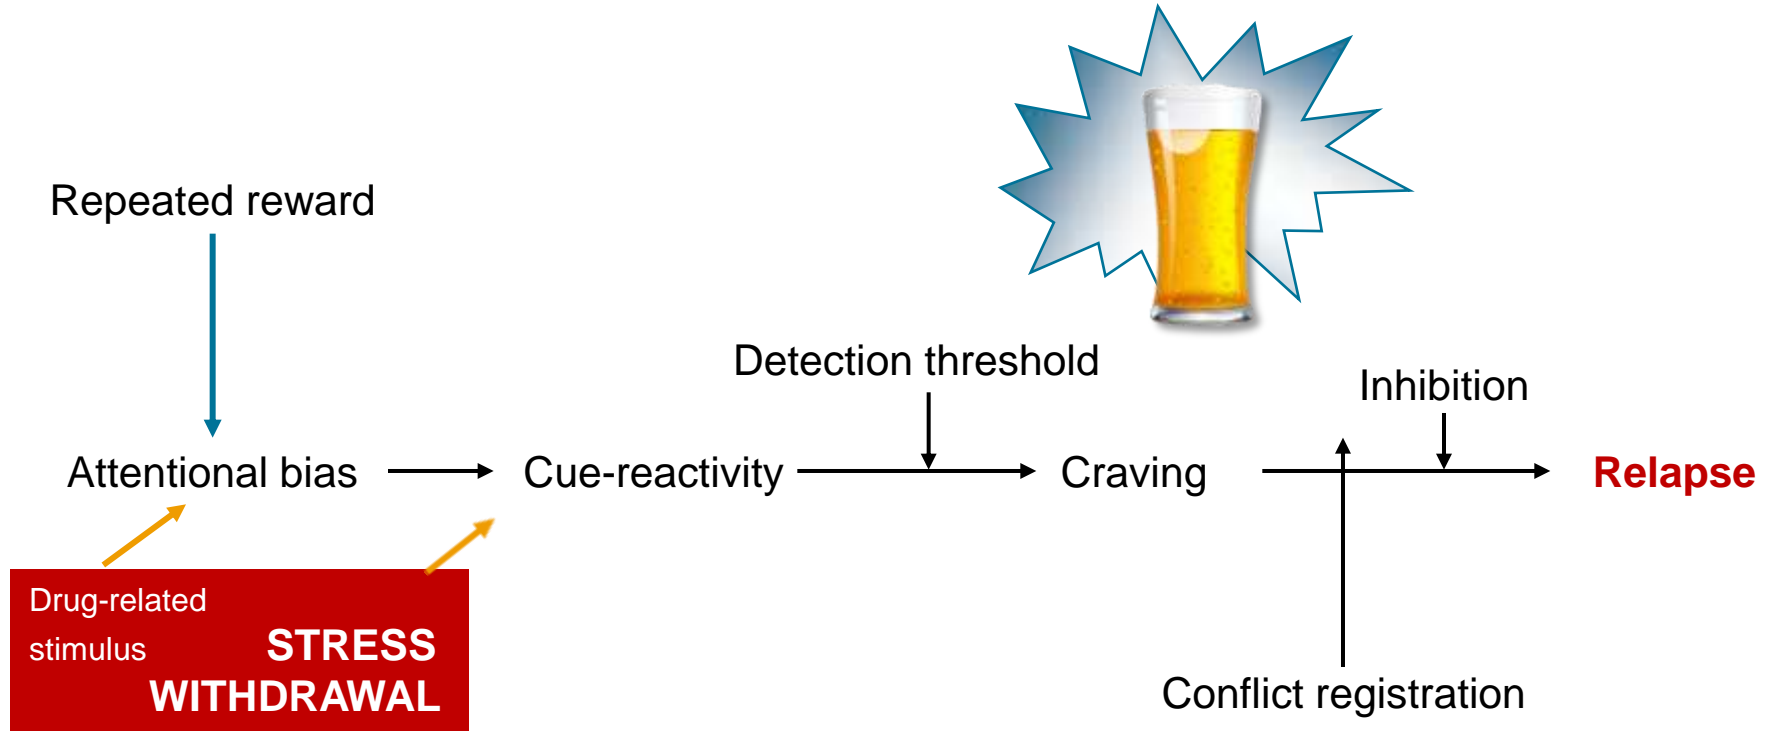 Repeated reward
Detection threshold
Inhibition
Attentional bias
Cue-reactivity
Craving
Relapse
Drug-related
stimulus
STRESS
WITHDRAWAL
Conflict registration